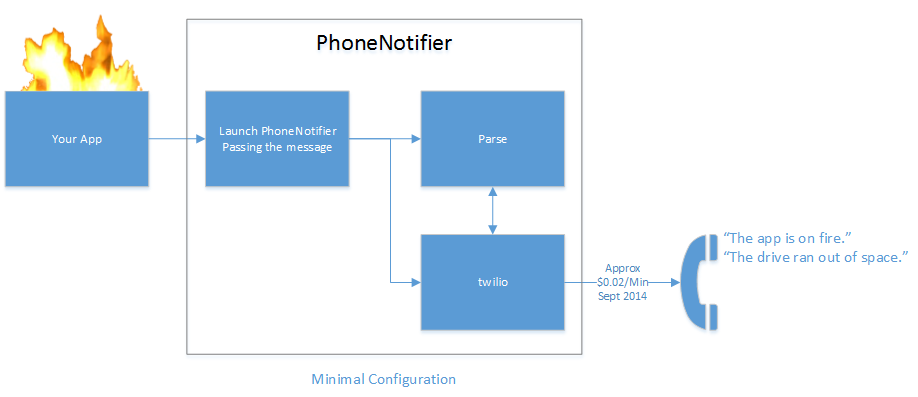 PhoneNotifier
Your App
Launch PhoneNotifier
Passing the message
Parse
twilio
Approx
$0.02/Min
Sept 2014
“The app is on fire.”
“The drive ran out of space.”
Minimal Configuration